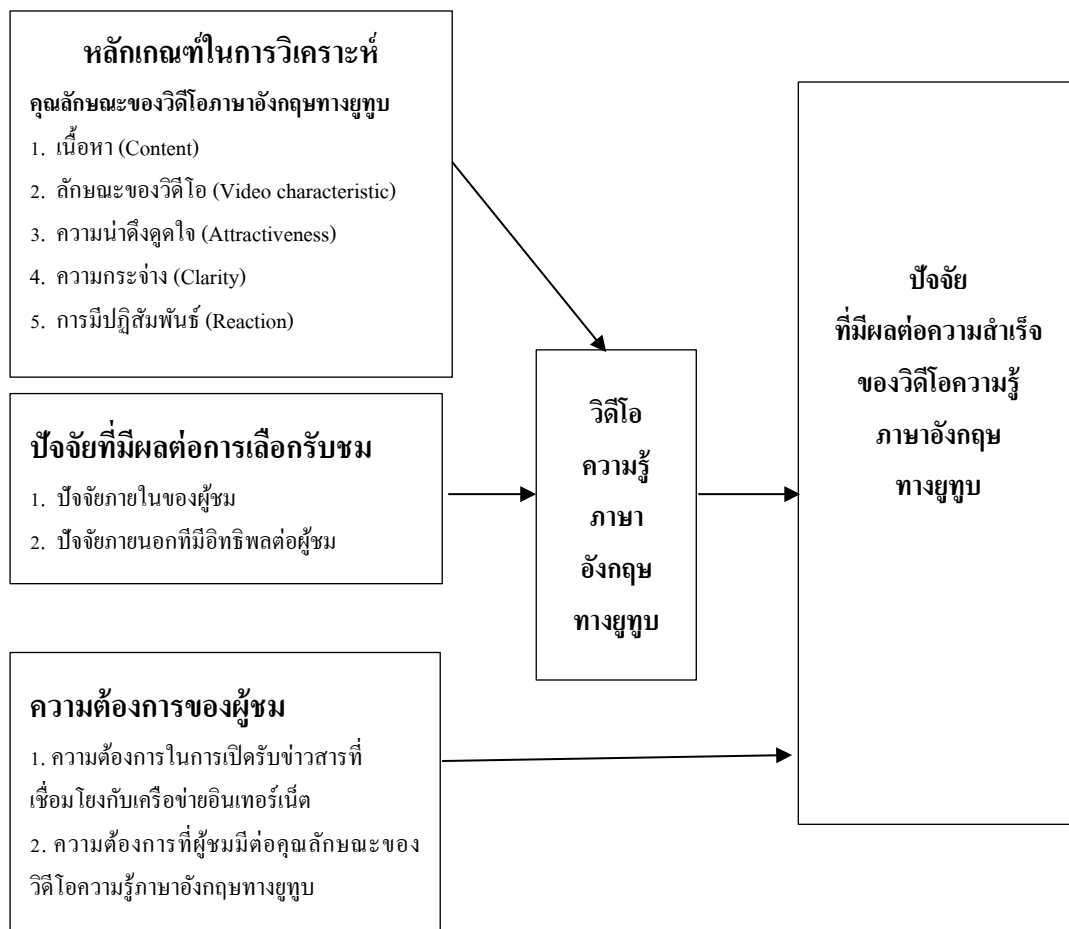 หลักเกณฑ์ในการวิเคราะห์
คุณลักษณะของวิดีโอภาษาอังกฤษทางยูทูบ
1. เนื้อหา (Content)
2. ลักษณะของวิดีโอ (Video characteristic)
3. ความน่าดึงดูดใจ (Attractiveness)
4. ความกระจ่าง (Clarity)
5. การมีปฏิสัมพันธ์ (Reaction)
ปัจจัยที่มีผลต่อการเลือกรับชม
1. ปัจจัยภายในของผู้ชม
2. ปัจจัยภายนอกที่มีอิทธิพลต่อผู้ชม
ความต้องการของผู้ชม
1. ความต้องการในการเปิดรับข่าวสารที่
เชื่อมโยงกับเครือข่ายอินเทอร์เน็ต
2. ความต้องการที่ผู้ชมมีต่อคุณลักษณะของ
วิดีโอความรู้ภาษาอังกฤษทางยูทูบ
วิดีโอ
ความรู้
ภาษา
อังกฤษ
ทางยูทูบ
ปัจจัย
ที่มีผลต่อความสำเร็จ
ของวิดีโอความรู้
ภาษาอังกฤษ
ทางยูทูบ